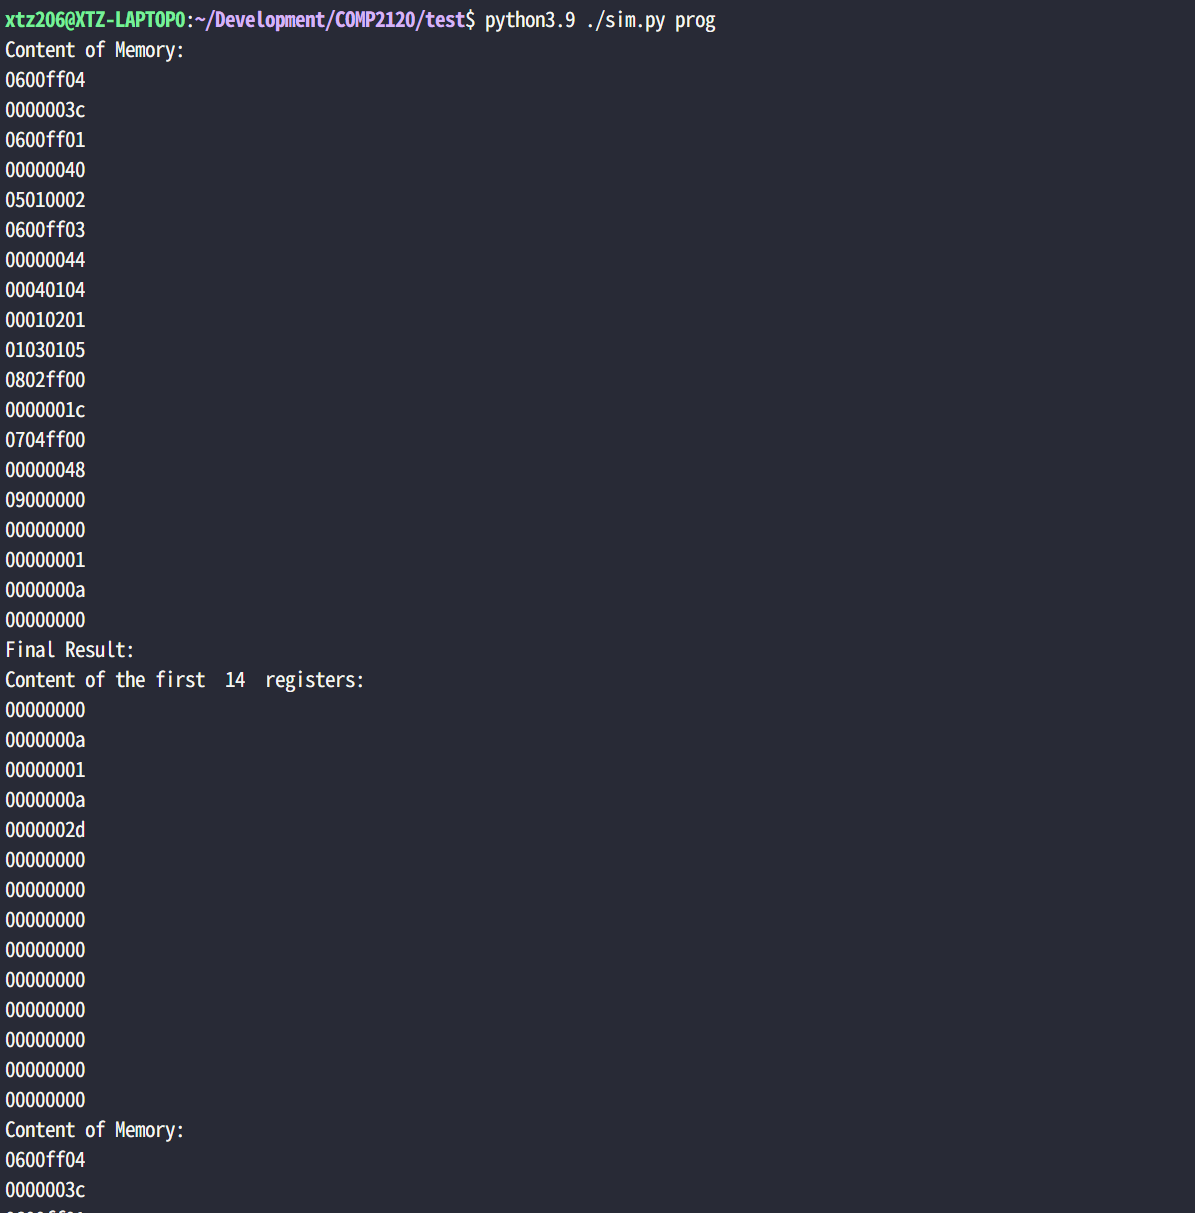 xtz206@XTZ-LAPTOP0:~/Development/COMP2120/test$ python3.9 ./sim.py prog
Content of Memory:
0600ff04
0000003c
0600ff01
00000040
05010002
0600ff03
00000044
00040104
00010201
01030105
0802ff00
0000001c
0704ff00
00000048
09000000
00000000
00000001
0000000a
00000000
Final Result:
Content of the first  14  registers:
00000000
0000000a
00000001
0000000a
0000002d
00000000
00000000
00000000
00000000
00000000
00000000
00000000
00000000
00000000
Content of Memory:
0600ff04
0000003c